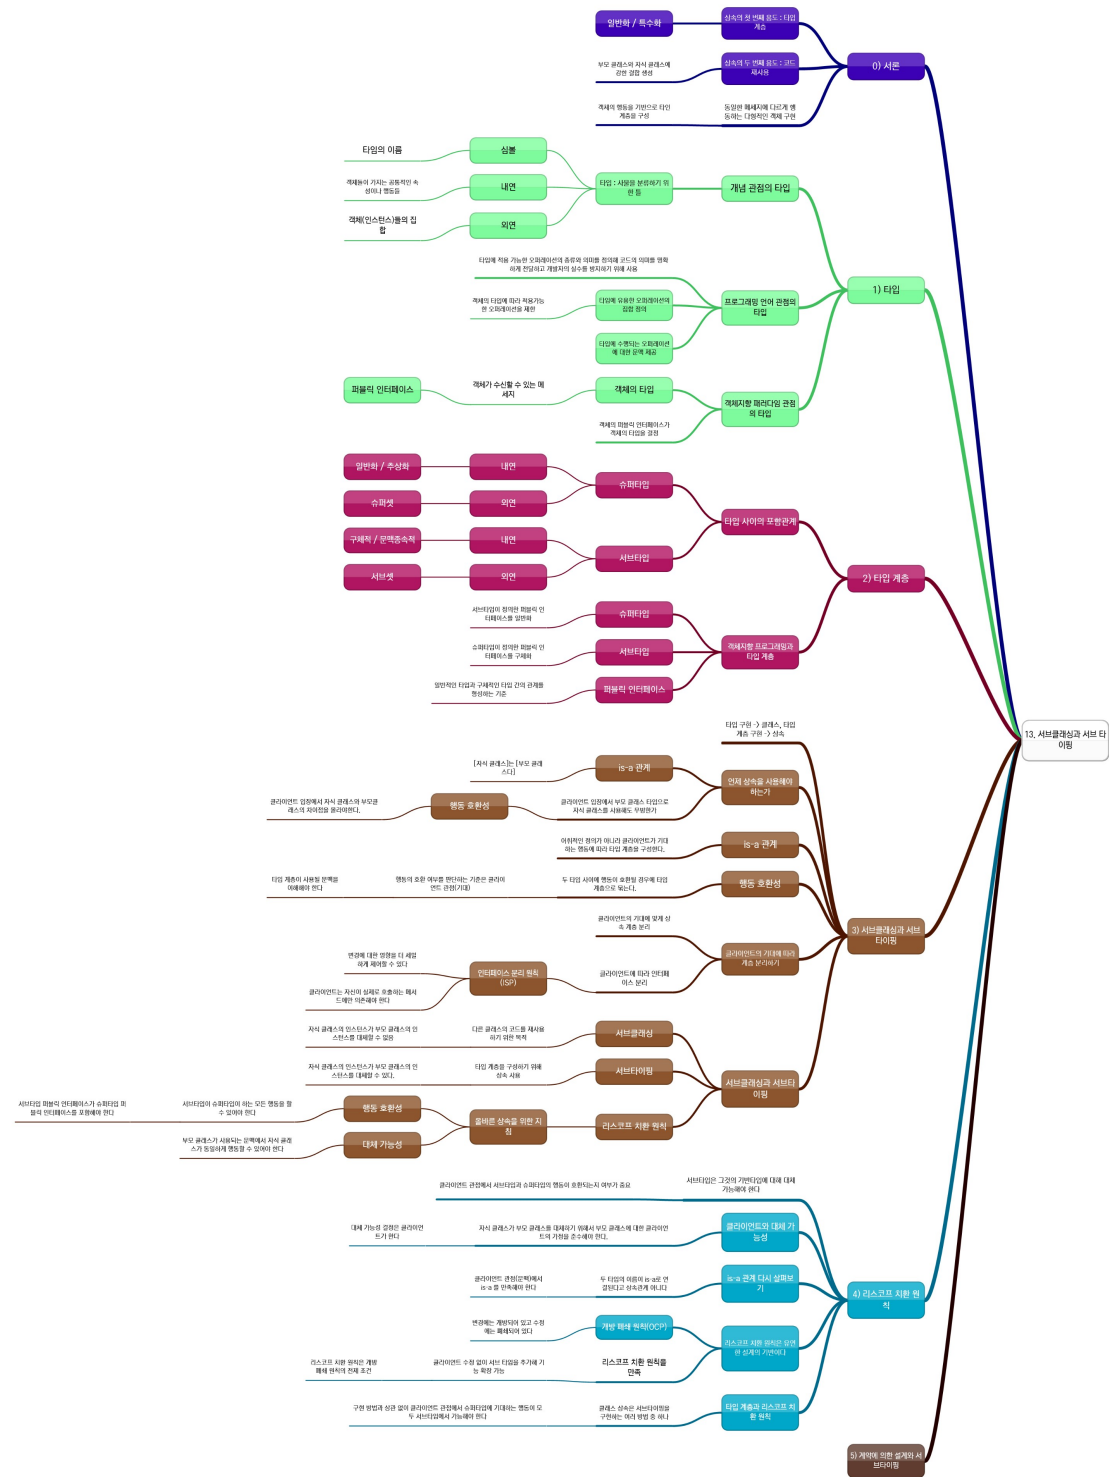 13. 서브클래싱과 서브 타
이핑
0) 서론
상속의 첫 번째 용도 : 타입
계층
일반화 / 특수화
상속의 두 번째 용도 : 코드
재사용
부모 클래스와 자식 클래스에
강한 결합 생성
동일한 메세지에 다르게 행
동하는 다형적인 객체 구현
객체의 행동을 기반으로 타인
계층을 구성
1) 타입
개념 관점의 타입
타입 : 사물을 분류하기 위
한 틀
심볼
타입의 이름
내연
객체들이 가지는 공통적인 속
성이나 행동들
외연
객체(인스턴스)들의 집
합
프로그래밍 언어 관점의
타입
타입에 적용 가능한 오퍼레이션의 종류와 의미를 정의해 코드의 의미를 명확
하게 전달하고 개발자의 실수를 방지하기 위해 사용
타입에 유용한 오퍼레이션의
집합 정의
객체의 타입에 따라 적용가능
한 오퍼레이션을 제한
타입에 수행되는 오퍼레이션
에 대한 문맥 제공
객체지향 패러다임 관점
의 타입
객체의 타입
객체가 수신할 수 있는 메
세지
퍼블릭 인터페이스
객체의 퍼블릭 인터페이스가
객체의 타입을 결정
2) 타입 계층
타입 사이의 포함관계
슈퍼타입
내연
일반화 / 추상화
외연
슈퍼셋
서브타입
내연
구체적 / 문맥종속적
외연
서브셋
객체지향 프로그래밍과
타입 계층
슈퍼타입
서브타입이 정의한 퍼블릭 인
터페이스를 일반화
서브타입
슈퍼타입이 정의한 퍼블릭 인
터페이스를 구체화
퍼블릭 인터페이스
일반적인 타입과 구체적인 타입 간의 관계를
형성하는 기준
3) 서브클래싱과 서브
타이핑
타입 구현 -> 클래스, 타입
계층 구현 -> 상속
언제 상속을 사용해야
하는가
is-a 관계
[자식 클래스]는 [부모 클래
스다]
클라이언트 입장에서 부모 클래스 타입으로
자식 클래스를 사용해도 무방한가
행동 호환성
클라이언트 입장에서 자식 클래스와 부모클
래스의 차이점을 몰라야한다.
is-a 관계
어휘적인 정의가 아니라 클라이언트가 기대
하는 행동에 따라 타입 계층을 구성한다.
행동 호환성
두 타입 사이에 행동이 호환될 경우에 타입
계층으로 묶는다.
행동의 호환 여부를 판단하는 기준은 클라이
언트 관점(기대)
타입 계층이 사용될 문맥을
이해해야 한다
클라이언트의 기대에 따라
계층 분리하기
클라이언트의 기대에 맞게 상
속 계층 분리
클라이언트에 따라 인터페
이스 분리
인터페이스 분리 원칙
(ISP)
변경에 대한 영향을 더 세밀
하게 제어할 수 있다
클라이언트는 자신이 실제로 호출하는 메서
드에만 의존해야 한다
서브클래싱과 서브타
이핑
서브클래싱
다른 클래스의 코드를 재사용
하기 위한 목적
자식 클래스의 인스턴스가 부모 클래스의 인
스턴스를 대체할 수 없음
서브타이핑
타입 계층을 구성하기 위해
상속 사용
자식 클래스의 인스턴스가 부모 클래스의 인
스턴스를 대체할 수 있다.
리스코프 치환 원칙
올바른 상속을 위한 지
침
행동 호환성
서브타입이 슈퍼타입이 하는 모든 행동을 할
수 있어야 한다
서브타입 퍼블릭 인터페이스가 슈퍼타입 퍼
블릭 인터페이스를 포함해야 한다
대체 가능성
부모 클래스가 사용되는 문맥에서 자식 클래
스가 동일하게 행동할 수 있어야 한다
4) 리스코프 치환 원
칙
서브타입은 그것의 기반타입에 대해 대체
가능해야 한다
클라이언트 관점에서 서브타입과 슈퍼타입의 행동이 호환되는지 여부가 중요
클라이언트와 대체 가
능성
자식 클래스가 부모 클래스를 대체하기 위해서 부모 클래스에 대한 클라이언
트의 가정을 준수해야 한다.
대체 가능성 결정은 클라이언
트가 한다
is-a 관계 다시 살펴보
기
두 타입의 이름이 is-a로 연
결된다고 상속관계 아니다
클라이언트 관점(문맥)에서
is-a 를 만족해야 한다
리스코프 치환 원칙은 유연
한 설계의 기반이다
개방 폐쇄 원칙(OCP)
변경에는 개방되어 있고 수정
에는 폐쇄되어 있다
리스코프 치환 원칙을
만족
클라이언트 수정 없이 서브 타입을 추가해 기
능 확장 가능
리스코프 치환 원칙은 개방
폐쇄 원칙의 전제 조건
타입 계층과 리스코프 치
환 원칙
클래스 상속은 서브타이핑을
구현하는 여러 방법 중 하나
구현 방법과 상관 없이 클라이언트 관점에서 슈퍼타입에 기대하는 행동이 모
두 서브타입에서 가능해야 한다
5) 계약에 의한 설계와 서
브타이핑